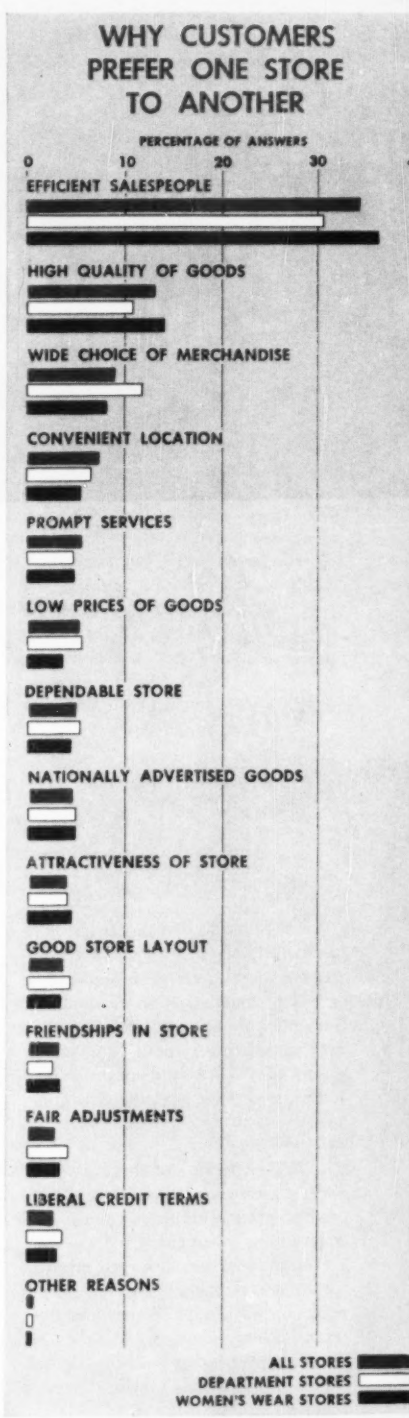 WHY CUSTOMERS
PREFER ONE STORE
TO ANOTHER
PERCENTAGE OF ANSWERS
0 10 20 30
EFFICIENT SALESPEOPLE
HIGH QUALITY OF GOODS
WIDE CHOICE OF MERCHANDISE
CONVENIENT LOCATION
PROMPT SERVICES
LOW PRICES OF GOODS
DEPENDABLE STORE
NATIONALLY ADVERTISED GOODS
ATTRACTIVENESS OF STORE
GOOD STORE LAYOUT
FRIENDSHIPS IN STORE
FAIR ADJUSTMENTS
LIBERAL CREDIT TERMS
OTHER REASONS
ALL STORES
DEPARTMENT STORES
WOMEN'S WEAR STORES